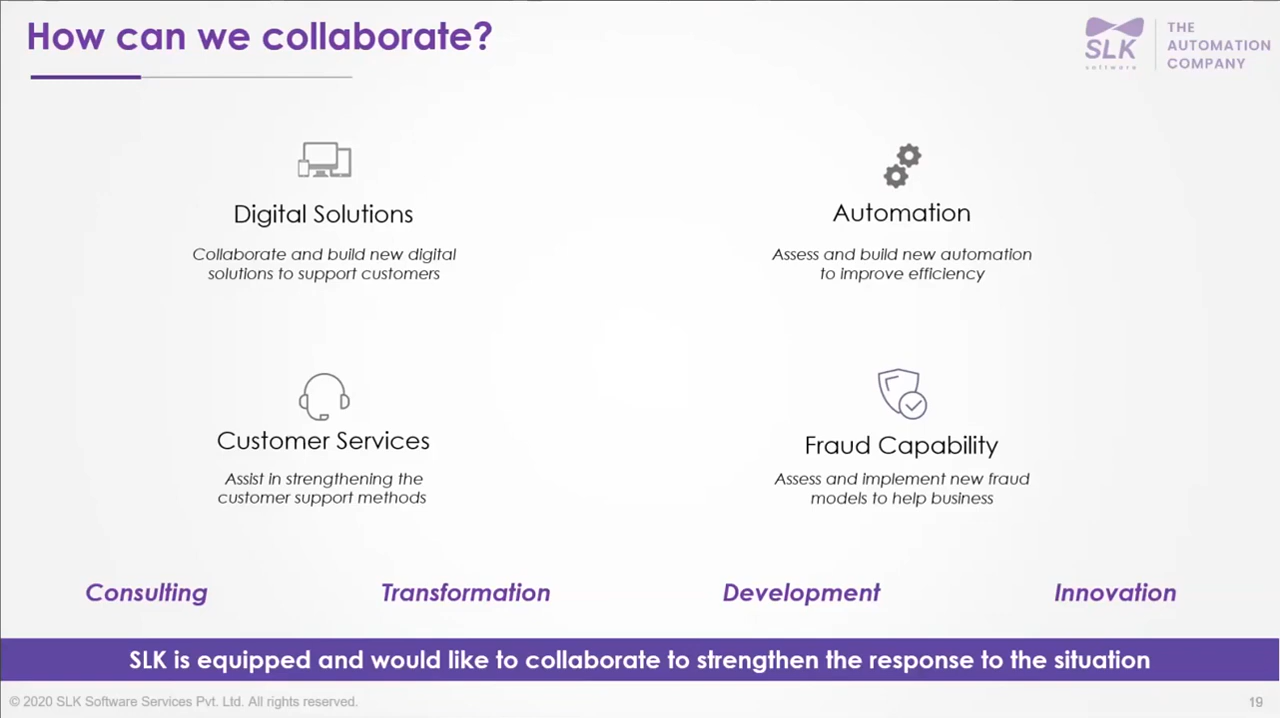 How can we collaborate?
SLK
software
THE
AUTOMATION
COMPANY
Digital Solutions
Collaborate and build new digital
solutions to support customers
Automation
Assess and build new automation
to improve efficiency
Customer Services
Assist in strengthening the
customer support methods
Fraud Capability
Assess and implement new fraud
models to help business
Consulting
Transformation
Development
Innovation
SLK is equipped and would like to collaborate to strengthen the response to the situation
© 2020 SLK Software Services Pvt. Ltd. All rights reserved.
19